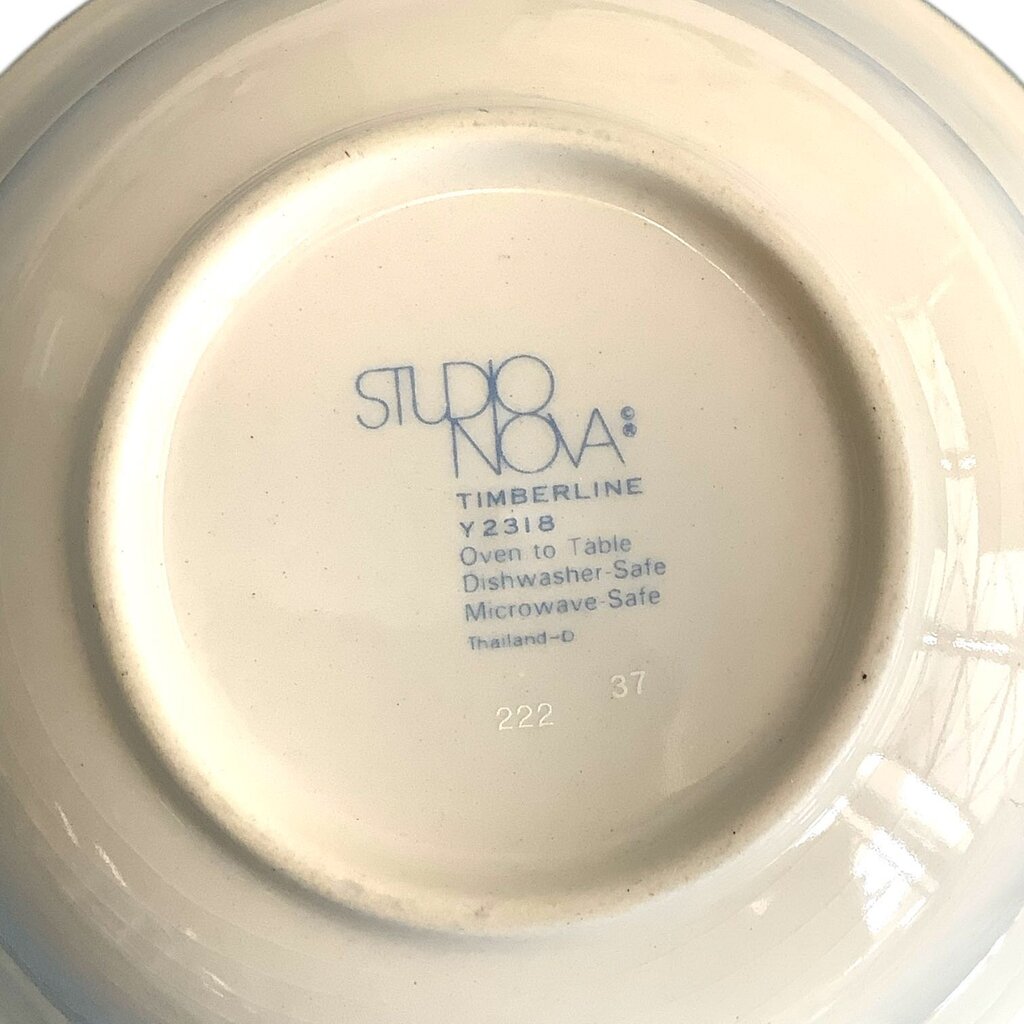 STUDIO
NOVA ©®
TIMBERLINE
Y2318
Oven to Table
Dishwasher-Safe
Microwave-Safe
Thailand-D
37
222